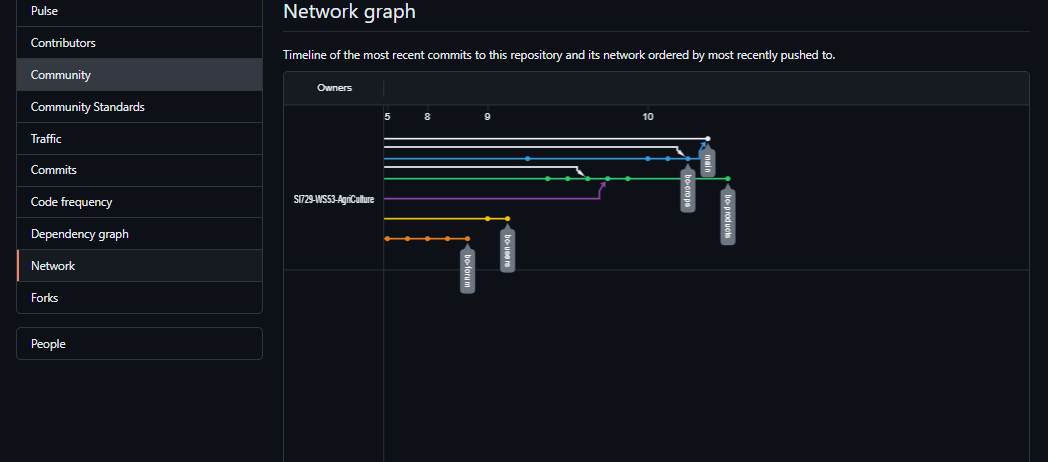 Pulse
Contributors
Community
Community Standards
Traffic
Commits
Code frequency
Dependency graph
Network
Forks
People
Network graph
Timeline of the most recent commits to this repository and its network ordered by most recently pushed to.
Owners
5 8 9 10
SI729-WS53-AgriCulture
main
bo-crops
bo-products
bo-users
bo-forum